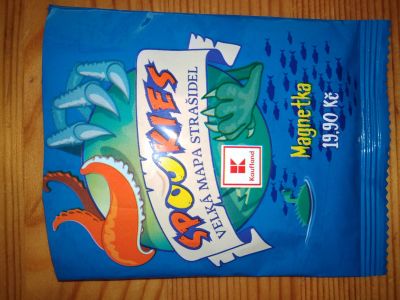 SPOOKIES
VELKÁ MAPA STRAŠIDEL
K
Kaufland
Magnetka
19.90 Kč